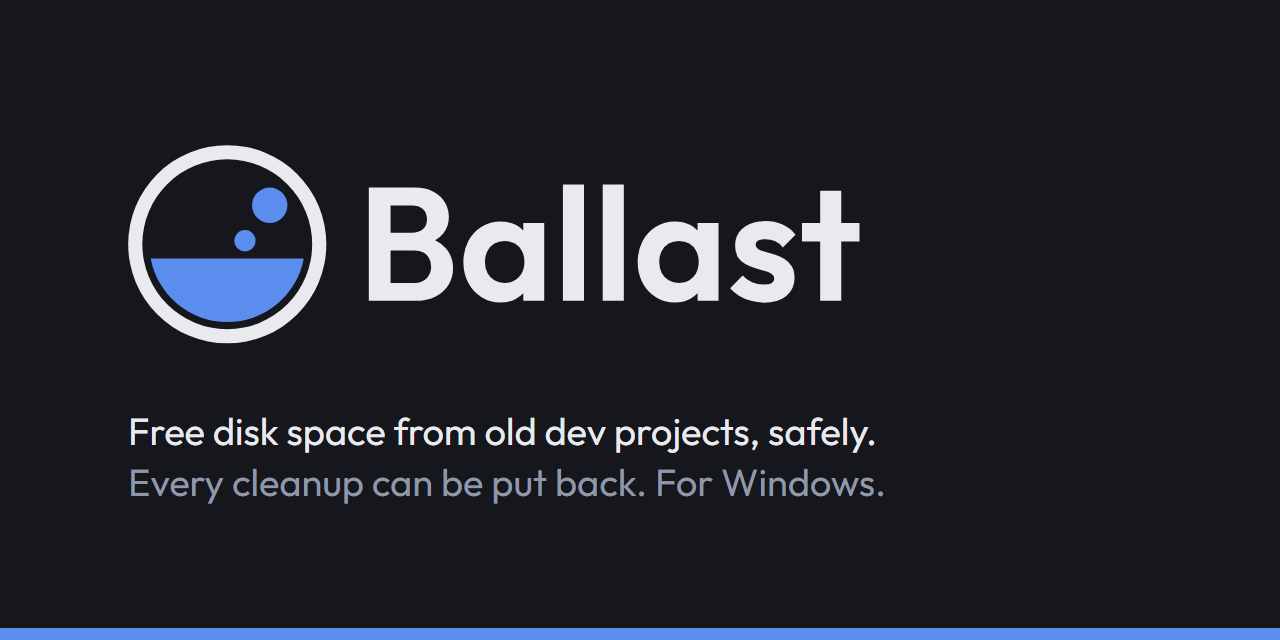 Ballast
Free disk space from old dev projects, safely.
Every cleanup can be put back. For Windows.